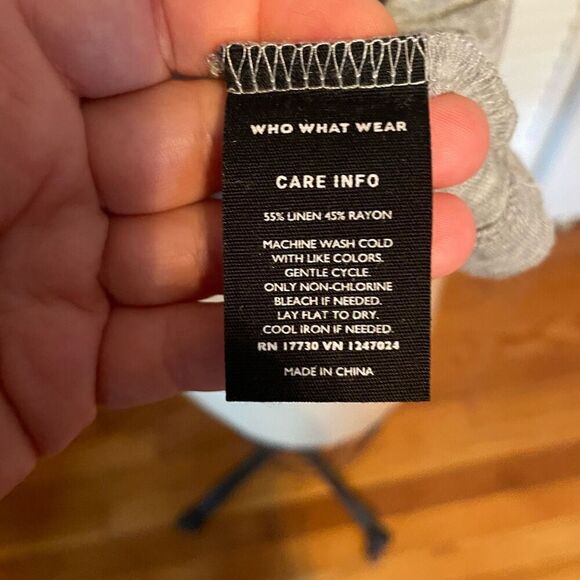 WHO WHAT WEAR
CARE INFO
55% LINEN 45% RAYON
MACHINE WASH COLD
WITH LIKE COLORS.
GENTLE CYCLE.
ONLY NON-CHLORINE
BLEACH IF NEEDED.
LAY FLAT TO DRY.
COOL IRON IF NEEDED.
RN 17730 VN 1247024
MADE IN CHINA